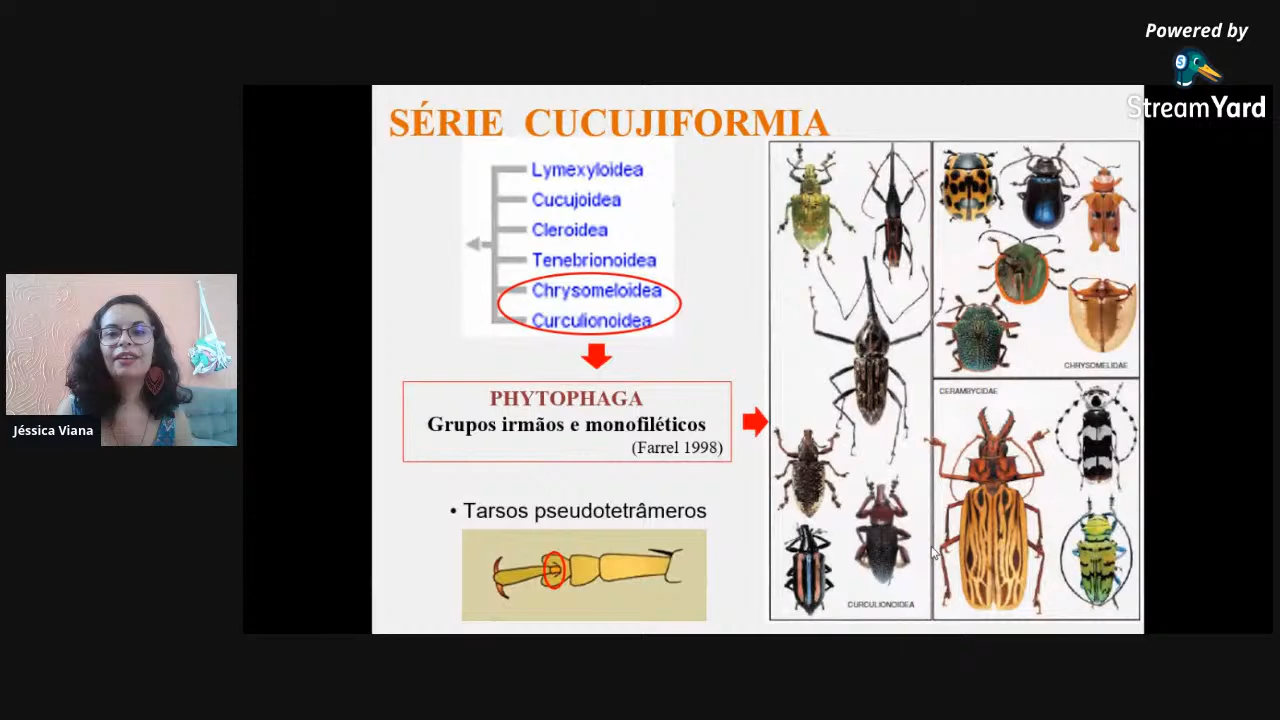 Powered by
StreamYard
SÉRIE CUCUJIFORMIA
Lymexyloidea
Cucujoidea
Cleroidea
Tenebrionoidea
Chrysomeloidea
Curculionoidea
PHYTOPHAGA
Grupos irmãos e monofiléticos
(Farrel 1998)
• Tarsos pseudotetrâmeros
CHRYSOMELIDAE
CERAMBYCIDAE
CURCULIONOIDEA
Jéssica Viana